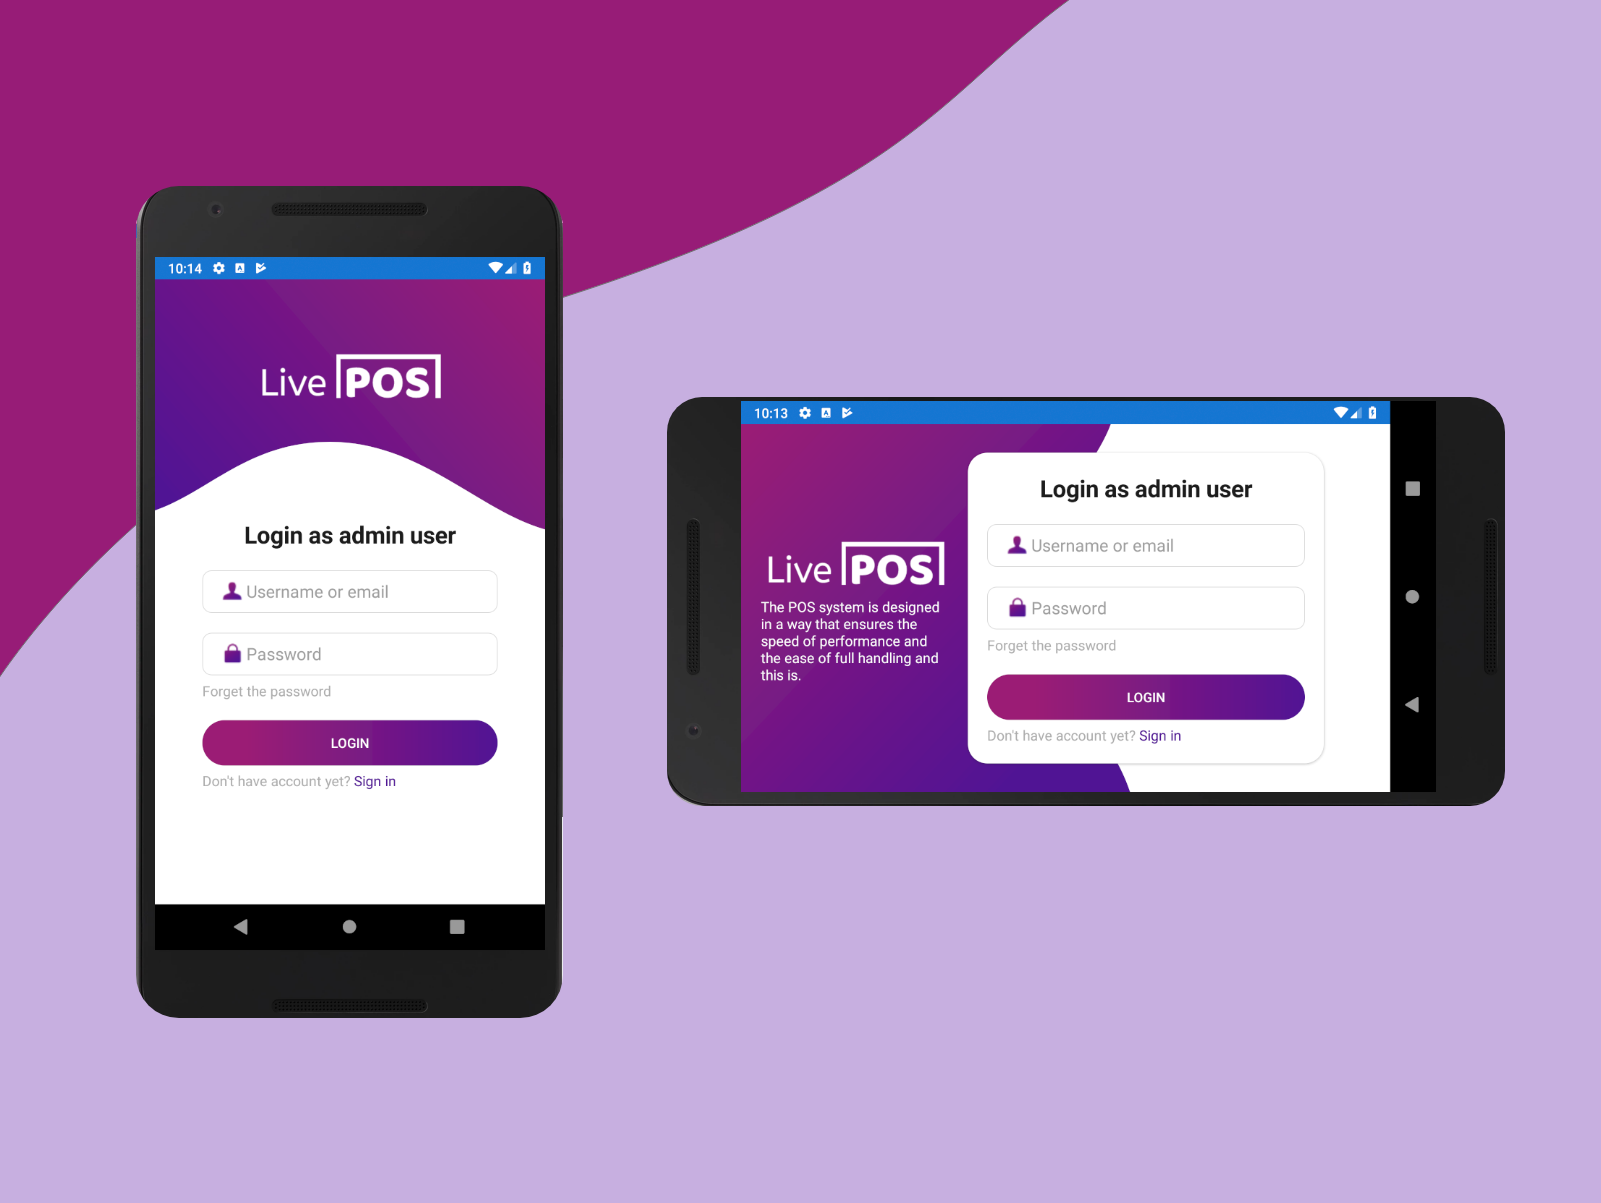 10:14
Live POS
Login as admin user
Username or email
Password
Forget the password
LOGIN
Don't have account yet? Sign in
10:13
Live POS
The POS system is designed
in a way that ensures the
speed of performance and
the ease of full handling and
this is.
Login as admin user
Username or email
Password
Forget the password
LOGIN
Don't have account yet? Sign in